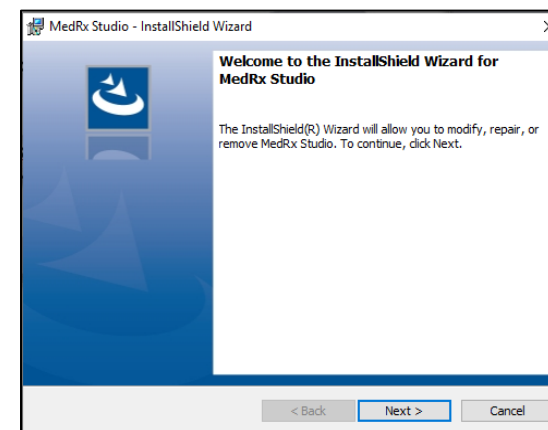 MedRx Studio - InstallShield Wizard
Welcome to the InstallShield Wizard for
MedRx Studio
The InstallShield(R) Wizard will allow you to modify, repair, or
remove MedRx Studio. To continue, click Next.
< Back
Next >
Cancel